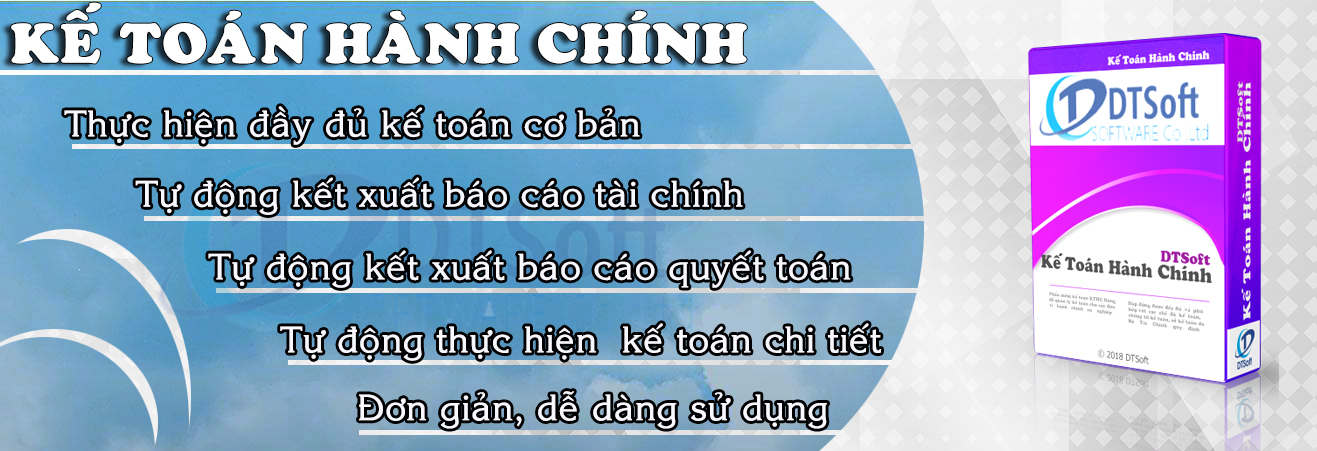 KẾ TOÁN HÀNH CHÍNH
Thực hiện đầy đủ kế toán cơ bản
Tự động kết xuất báo cáo tài chính
Tự động kết xuất báo cáo quyết toán
Tự động thực hiện kế toán chi tiết
Đơn giản, dễ dàng sử dụng
DTSoft
Kế Toán Hành Chính
DTSoft
SOFTWARE Co.,Ltd
DTSoft
Kế Toán Hành Chính
© 2018 DTSoft
DTSoft
Kế Toán Hành Chính
DTSoft